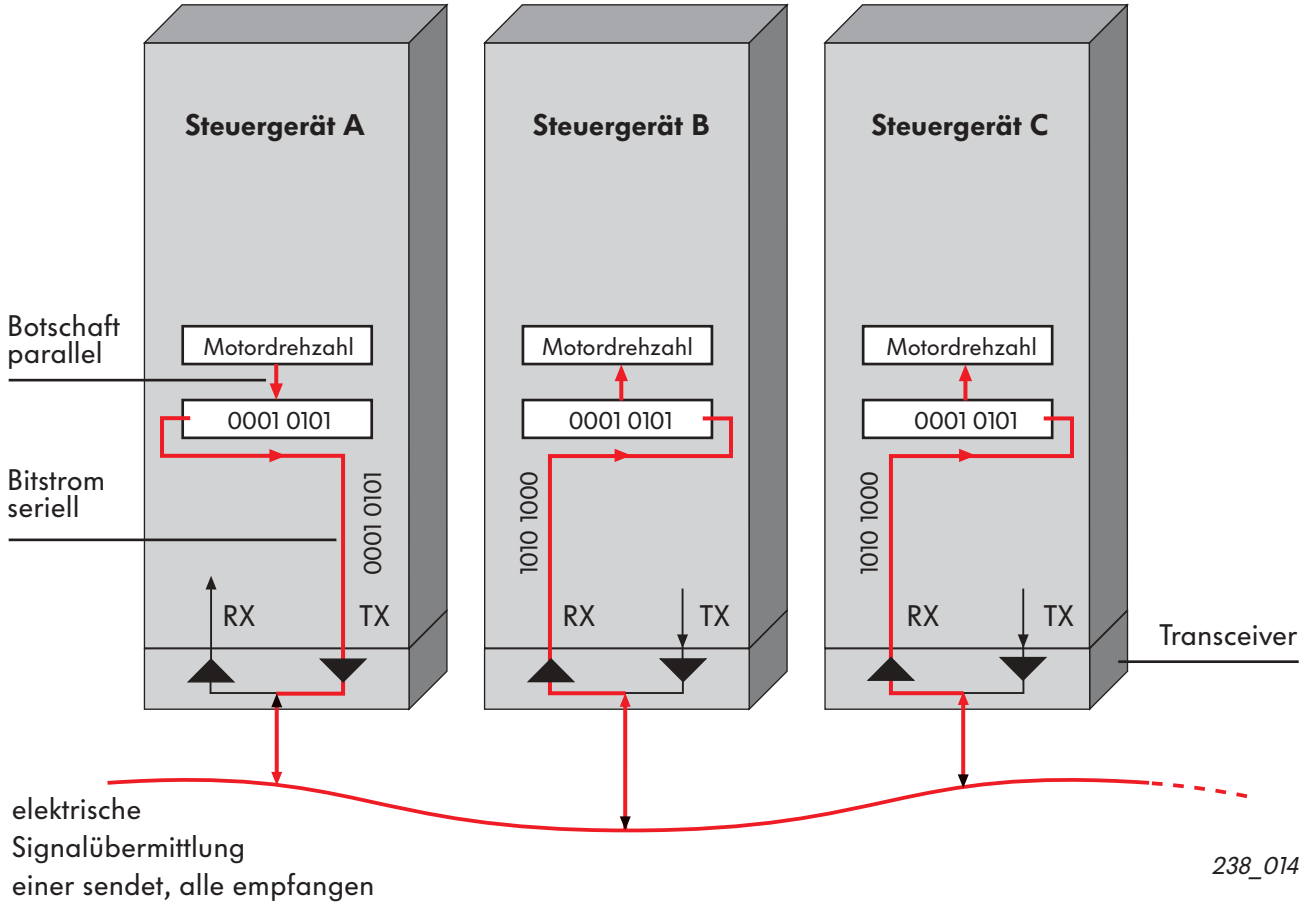 Steuergerät A
Steuergerät B
Steuergerät C
Botschaft
parallel
Motordrehzahl
Motordrehzahl
Motordrehzahl
0001 0101
0001 0101
0001 0101
Bitstrom
seriell
0001 0101
1010 1000
1010 1000
RX
TX
RX
TX
RX
TX
Transceiver
elektrische
Signalübermittlung
einer sendet, alle empfangen
238_014